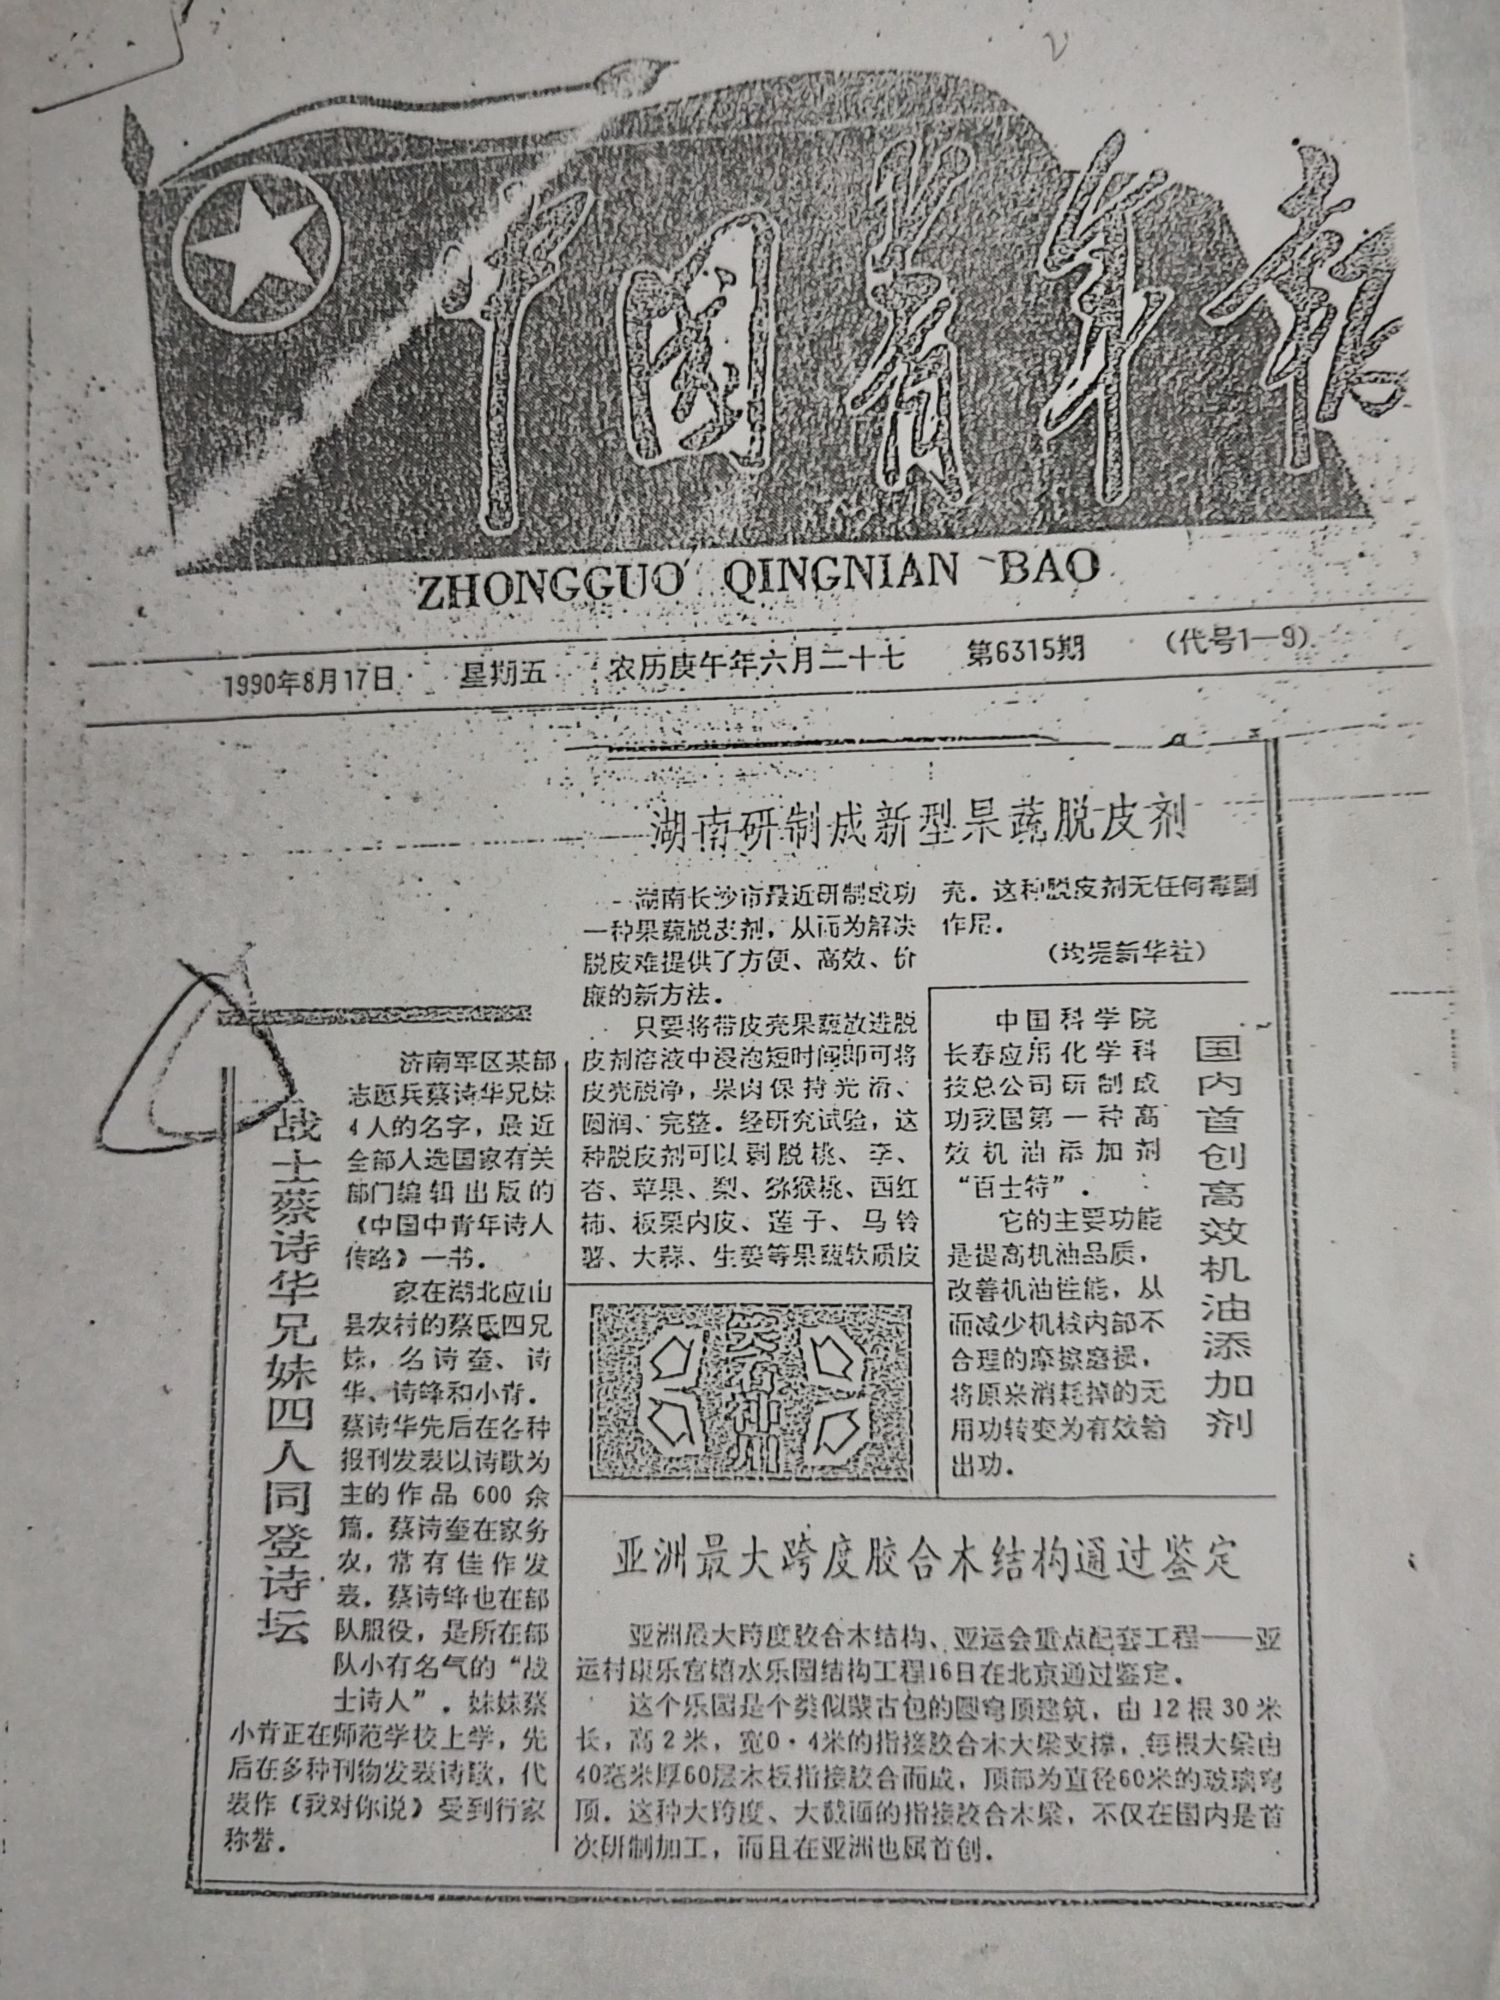 中国青年报
ZHONGGUO QINGNIAN BAO
1990年8月17日 星期五 农历庚午年六月二十七 第6315期 (代号1—9)
湖南研制成新型果蔬脱皮剂
湖南长沙市最近研制成功
一种果蔬脱皮剂，从而为解决
脱皮难提供了方便、高效、价
廉的新方法。
只要将带皮壳果蔬放进脱
皮剂溶液中浸泡短时间即可将
皮壳脱净，果肉保持光滑、
圆润、完整。经研究试验，这
种脱皮剂可以剥脱桃、李、
杏、苹果、梨、猕猴桃、西红
柿、板栗内皮、莲子、马铃
薯、大蒜、生姜等果蔬软质皮
壳。这种脱皮剂无任何毒副
作用。
(均据新华社)
国内首创高效机油添加剂
中国科学院
长春应用化学科
技总公司研制成
功我国第一种高
效机油添加剂
“百士特”。
它的主要功能
是提高机油品质，
改善机油性能，从
而减少机械内部不
合理的摩擦磨损，
将原来消耗掉的无
用功转变为有效输
出功。
战士蔡诗华兄妹四人同登诗坛
济南军区某部
志愿兵蔡诗华兄妹
4人的名字，最近
全部人选国家有关
部门编辑出版的
《中国中青年诗人
传略》一书。
家在湖北应山
县农村的蔡氏四兄
妹，名诗奎、诗
华、诗峰和小青。
蔡诗华先后在各种
报刊发表以诗歌为
主的作品600余
篇。蔡诗奎在家务
农，常有佳作发
表。蔡诗峰也在部
队服役，是所在部
队小有名气的“战
士诗人”。妹妹蔡
小青正在师范学校上学，先
后在多种刊物发表诗歌，代
表作《我对你说》受到行家
称誉。
神州
亚洲最大跨度胶合木结构通过鉴定
亚洲最大跨度胶合木结构、亚运会重点配套工程——亚
运村康乐宫嬉水乐园结构工程16日在北京通过鉴定。
这个乐园是个类似蒙古包的圆穹顶建筑，由12根30米
长，高2米，宽0·4米的指接胶合木大梁支撑，每根大梁由
40毫米厚60层木板指接胶合而成，顶部为直径60米的玻璃穹
顶。这种大跨度、大截面的指接胶合木梁，不仅在国内是首
次研制加工，而且在亚洲也属首创。